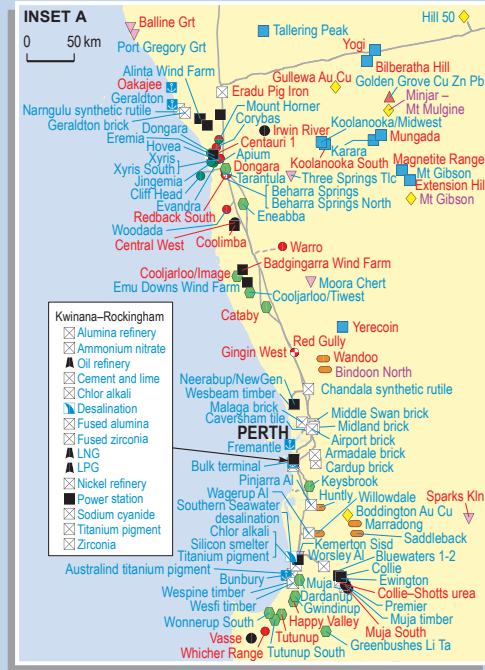 INSET A
0 50 km
Balline Grt
Port Gregory Grt
Tallering Peak
Hill 50
Yogi
Bilberatha Hill
Alinta Wind Farm
Oakajee
Geraldton
Eradu Pig Iron
Gullewa Au Cu
Golden Grove Cu Zn Pb
Minjar –
Mt Mulgine
Narngulu synthetic rutile
Geraldton brick
Mount Horner
Corybas
Irwin River
Koolanooka/Midwest
Mungada
Dongara
Eremia
Hovea
Centauri 1
Karara
Xyris
Apium
Koolanooka South
Magnetite Range
Xyris South
Dongara
Mt Gibson
Jingemia
Tarantula
Three Springs Tlc
Extension Hill
Cliff Head
Beharra Springs
Mt Gibson
Evandra
Beharra Springs North
Redback South
Eneabba
Woodada
Central West
Coolimba
Warro
Badgingarra Wind Farm
Cooljarloo/Image
Moora Chert
Emu Downs Wind Farm
Cooljarloo/Tiwest
Cataby
Yerecoin
Red Gully
Gingin West
Wandoo
Bindoon North
Kwinana–Rockingham
Alumina refinery
Ammonium nitrate
Oil refinery
Cement and lime
Chlor alkali
Desalination
Fused alumina
Fused zirconia
LNG
LPG
Nickel refinery
Power station
Sodium cyanide
Titanium pigment
Zirconia
Neerabup/NewGen
Wesbeam timber
Chandala synthetic rutile
Malaga brick
Caversham tile
Middle Swan brick
Midland brick
PERTH
Airport brick
Fremantle
Armadale brick
Bulk terminal
Cardup brick
Pinjarra Al
Keysbrook
Wagerup Al
Huntly
Willowdale
Sparks Kln
Southern Seawater
desalination
Boddington Au Cu
Marradong
Chlor alkali
Saddleback
Silicon smelter
Kemerton Sisd
Titanium pigment
Worsley Al
Bluewaters 1-2
Australind titanium pigment
Collie
Bunbury
Muja
Ewington
Wespine timber
Dardanup
Collie–Shotts urea
Wesfi timber
Gwindinup
Premier
Wonnerup South
Happy Valley
Muja timber
Muja South
Vasse
Tutunup
Greenbushes Li Ta
Whicher Range
Tutunup South